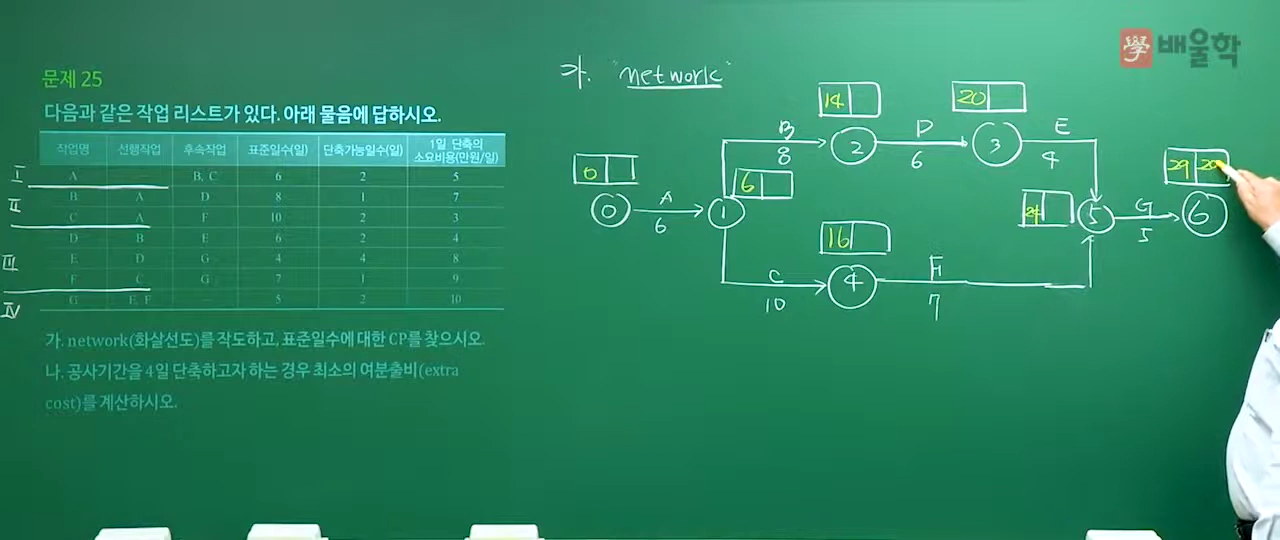 學 배울학
문제 25
다음과 같은 작업 리스트가 있다. 아래 물음에 답하시오.
작업명 선행작업 후속작업 표준일수(일) 단축가능일수(일) 1일 단축의 소요비용(만원/일)
A B, C 6 2 5
B A D 8 1 7
C A F 10 2 3
D B E 6 2 4
E D G 4 4 8
F C G 7 1 9
G E, F 5 2 10
I
II
III
IV
가. network(화살선도)를 작도하고, 표준일수에 대한 CP를 찾으시오.
나. 공사기간을 4일 단축하고자 하는 경우 최소의 여분출비(extra
cost)를 계산하시오.
가. "network"
14
20
B
8
2
D
6
3
E
4
29
0
6
0
A
6
1
24
5
G
5
6
16
C
10
4
F
7